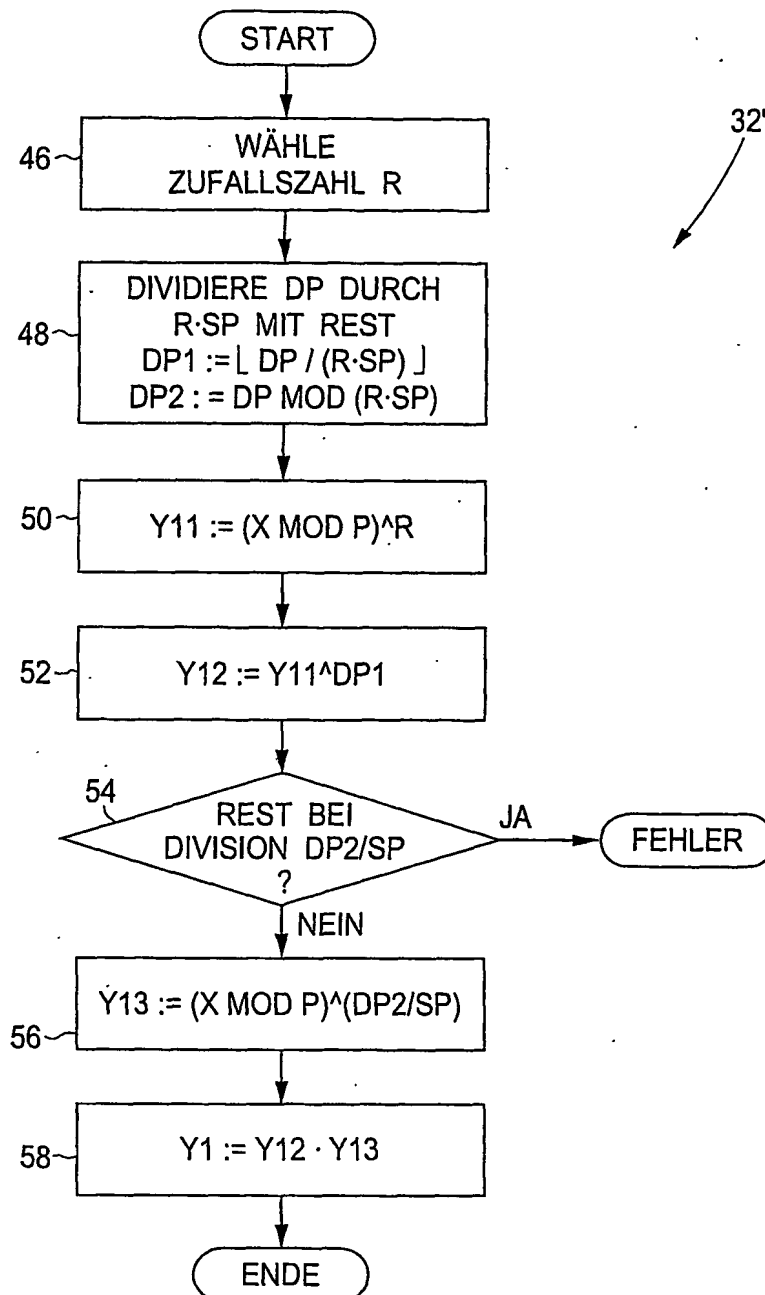 START
32'
46
WÄHLE
ZUFALLSZAHL R
48
DIVIDIERE DP DURCH
R·SP MIT REST
DP1 := ⌊ DP / (R·SP) ⌋
DP2 : = DP MOD (R·SP)
50
Y11 := (X MOD P)^R
52
Y12 := Y11^DP1
54
REST BEI
DIVISION DP2/SP
?
JA
FEHLER
NEIN
56
Y13 := (X MOD P)^(DP2/SP)
58
Y1 := Y12 · Y13
ENDE